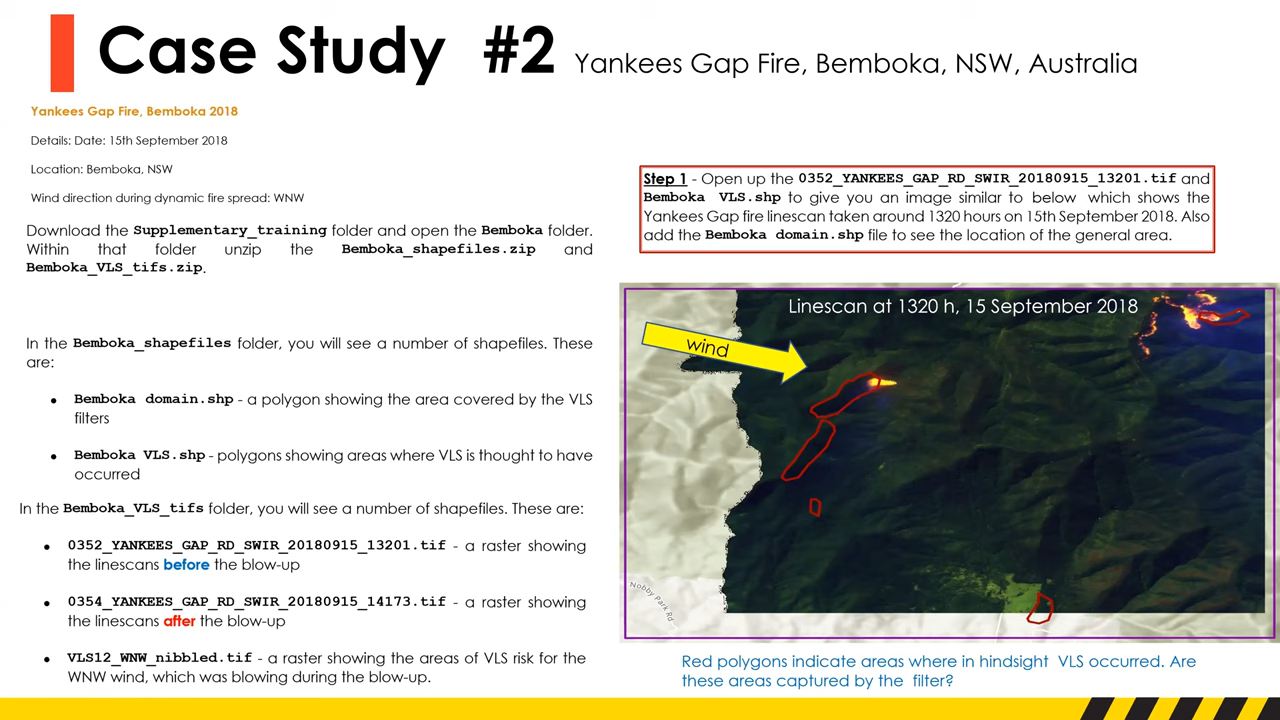 Case Study #2 Yankees Gap Fire, Bemboka, NSW, Australia
Yankees Gap Fire, Bemboka 2018
Details: Date: 15th September 2018
Location: Bemboka, NSW
Wind direction during dynamic fire spread: WNW
Download the Supplementary_training folder and open the Bemboka folder.
Within that folder unzip the Bemboka_shapefiles.zip and
Bemboka_VLS_tifs.zip.
In the Bemboka_shapefiles folder, you will see a number of shapefiles. These
are:
• Bemboka domain.shp - a polygon showing the area covered by the VLS
filters
• Bemboka VLS.shp - polygons showing areas where VLS is thought to have
occurred
In the Bemboka_VLS_tifs folder, you will see a number of shapefiles. These are:
• 0352_YANKEES_GAP_RD_SWIR_20180915_13201.tif - a raster showing
the linescans before the blow-up
• 0354_YANKEES_GAP_RD_SWIR_20180915_14173.tif - a raster showing
the linescans after the blow-up
• VLS12_WNW_nibbled.tif - a raster showing the areas of VLS risk for the
WNW wind, which was blowing during the blow-up.
Step 1 - Open up the 0352_YANKEES_GAP_RD_SWIR_20180915_13201.tif and
Bemboka VLS.shp to give you an image similar to below which shows the
Yankees Gap fire linescan taken around 1320 hours on 15th September 2018. Also
add the Bemboka domain.shp file to see the location of the general area.
Linescan at 1320 h, 15 September 2018
wind
Nobby Park Rd
Red polygons indicate areas where in hindsight VLS occurred. Are
these areas captured by the filter?